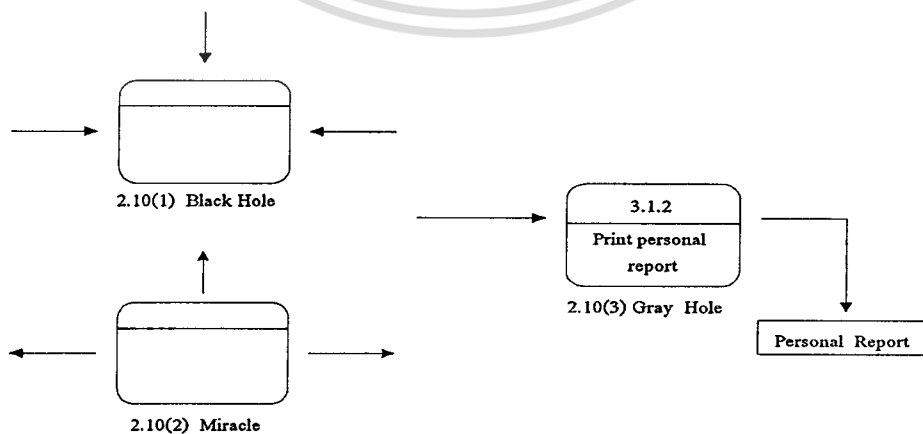 2.10(1) Black Hole
3.1.2
Print personal
report
2.10(3) Gray Hole
Personal Report
2.10(2) Miracle